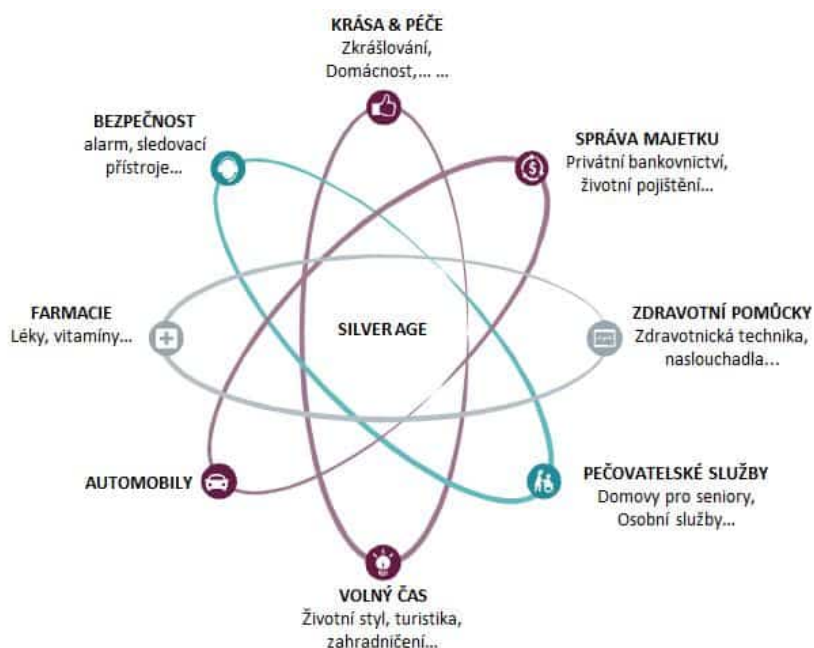 KRÁSA & PÉČE
Zkrášlování,
Domácnost,... ...
BEZPEČNOST
alarm, sledovací
přístroje...
SPRÁVA MAJETKU
Privátní bankovnictví,
životní pojištění...
FARMACIE
Léky, vitamíny...
SILVER AGE
ZDRAVOTNÍ POMŮCKY
Zdravotnická technika,
naslouchadla...
AUTOMOBILY
PEČOVATELSKÉ SLUŽBY
Domovy pro seniory,
Osobní služby...
VOLNÝ ČAS
Životní styl, turistika,
zahradničení...